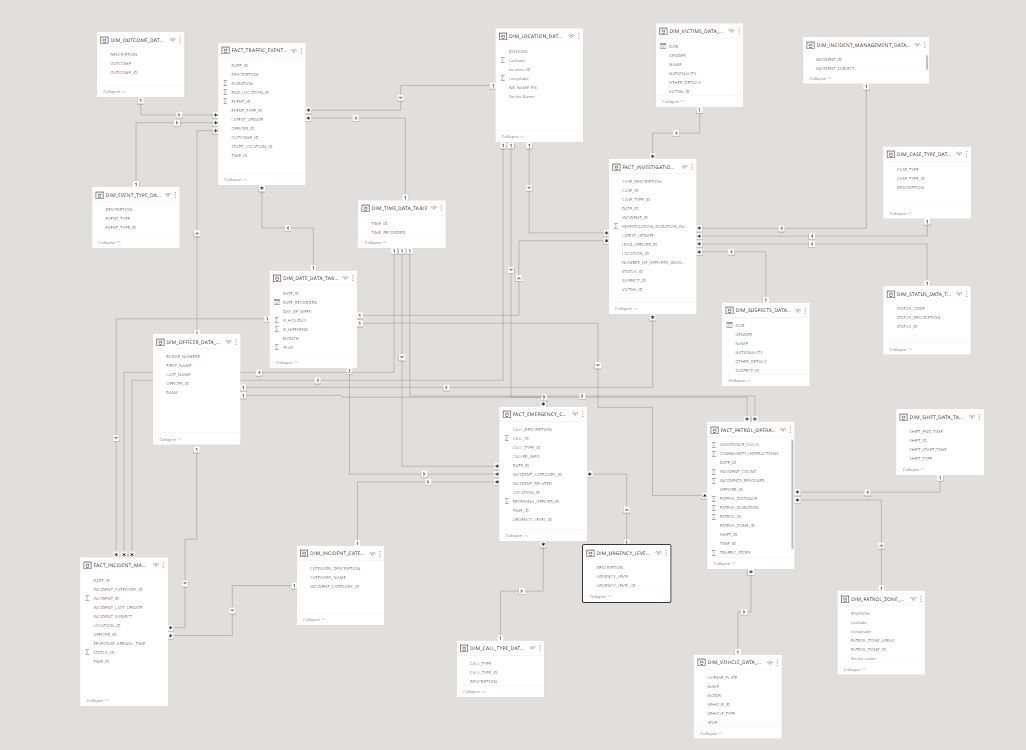 DIM_OUTCOME_DAT...
DESCRIPTION
OUTCOME
OUTCOME_ID
Collapse
FACT_TRAFFIC_EVENT...
DATE_ID
DESCRIPTION
DURATION
END_LOCATION_ID
EVENT_ID
EVENT_TYPE_ID
LATEST_UPDATE
OFFICER_ID
OUTCOME_ID
START_LOCATION_ID
TIME_ID
Collapse
DIM_LOCATION_DAT...
DIVISION
Latitude
location ID
Longitude
NB_NAME_EN
Sector Name
Collapse
DIM_VICTIMS_DATA_...
DOB
GENDER
NAME
NATIONALITY
OTHER_DETAILS
VICTIM_ID
Collapse
DIM_INCIDENT_MANAGEMENT_DATA...
INCIDENT_ID
INCIDENT_SUBJECT
Collapse
DIM_EVENT_TYPE_DA...
DESCRIPTION
EVENT_TYPE
EVENT_TYPE_ID
Collapse
DIM_TIME_DATA_TABLE
TIME_ID
TIME_RECORDED
Collapse
FACT_INVESTIGATIO...
CASE_DESCRIPTION
CASE_ID
CASE_TYPE_ID
DATE_ID
INCIDENT_ID
INVESTIGATION_DURATION_DA...
LATEST_UPDATE
LEAD_OFFICER_ID
LOCATION_ID
NUMBER_OF_OFFICERS_INVOL...
STATUS_ID
SUSPECT_ID
VICTIM_ID
Collapse
DIM_CASE_TYPE_DAT...
CASE_TYPE
CASE_TYPE_ID
DESCRIPTION
Collapse
DIM_DATE_DATA_TAB...
DATE_ID
DATE_RECORDED
DAY_OF_WEEK
IS_HOLIDAY
IS_WEEKEND
MONTH
YEAR
Collapse
DIM_SUSPECTS_DATA...
DOB
GENDER
NAME
NATIONALITY
OTHER_DETAILS
SUSPECT_ID
Collapse
DIM_STATUS_DATA_T...
STATUS_CODE
STATUS_DESCRIPTION
STATUS_ID
Collapse
DIM_OFFICER_DATA_...
BADGE_NUMBER
FIRST_NAME
LAST_NAME
OFFICER_ID
RANK
Collapse
FACT_EMERGENCY_C...
CALL_DESCRIPTION
CALL_ID
CALL_TYPE_ID
CALLER_INFO
DATE_ID
INCIDENT_CATEGORY_ID
INCIDENT_RELATED
LOCATION_ID
RECEIVING_OFFICER_ID
TIME_ID
URGENCY_LEVEL_ID
Collapse
FACT_PATROL_OPERA...
ASSISTANCE_CALLS
COMMUNITY_INTERACTIONS
DATE_ID
INCIDENT_COUNT
INCIDENTS_RESOLVED
OFFICER_ID
PATROL_DISTANCE
PATROL_DURATION
PATROL_ID
PATROL_ZONE_ID
SHIFT_ID
TIME_ID
TRAFFIC_STOPS
Collapse
DIM_SHIFT_DATA_TA...
SHIFT_END_TIME
SHIFT_ID
SHIFT_START_TIME
SHIFT_TYPE
Collapse
FACT_INCIDENT_MA...
DATE_ID
INCIDENT_CATEGORY_ID
INCIDENT_ID
INCIDENT_LAST_UPDATE
INCIDENT_SUBJECT
LOCATION_ID
OFFICER_ID
RESPONSE_ARRIVAL_TIME
STATUS_ID
TIME_ID
Collapse
DIM_INCIDENT_CATE...
CATEGORY_DESCRIPTION
CATEGORY_NAME
INCIDENT_CATEGORY_ID
Collapse
DIM_URGENCY_LEVE...
DESCRIPTION
URGENCY_LEVEL
URGENCY_LEVEL_ID
Collapse
DIM_PATROL_ZONE_...
DIVISION
Latitude
Longitude
PATROL_ZONE_AREAS
PATROL_ZONE_ID
Sector name
Collapse
DIM_CALL_TYPE_DAT...
CALL_TYPE
CALL_TYPE_ID
DESCRIPTION
Collapse
DIM_VEHICLE_DATA_...
LICENSE_PLATE
MAKE
MODEL
VEHICLE_ID
VEHICLE_TYPE
YEAR
Collapse